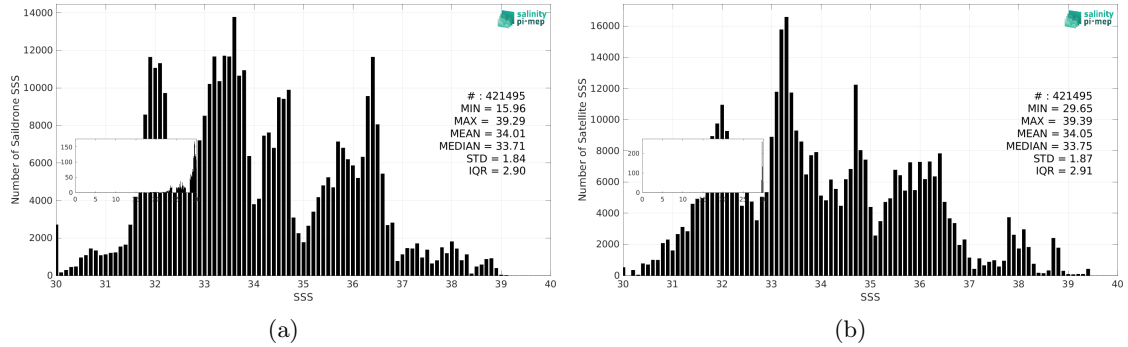 salinity
pi-mep
Number of Saildrone SSS
14000
12000
10000
8000
6000
4000
2000
0
# : 421495
MIN = 15.96
MAX = 39.29
MEAN = 34.01
MEDIAN = 33.71
STD = 1.84
IQR = 2.90
150
100
50
0
0 5 10
30 31 32 33 34 35 36 37 38 39 40
SSS
(a)
salinity
pi-mep
Number of Satellite SSS
16000
14000
12000
10000
8000
6000
4000
2000
0
# : 421495
MIN = 29.65
MAX = 39.39
MEAN = 34.05
MEDIAN = 33.75
STD = 1.87
IQR = 2.91
200
100
0
0 5 10
30 31 32 33 34 35 36 37 38 39 40
SSS
(b)